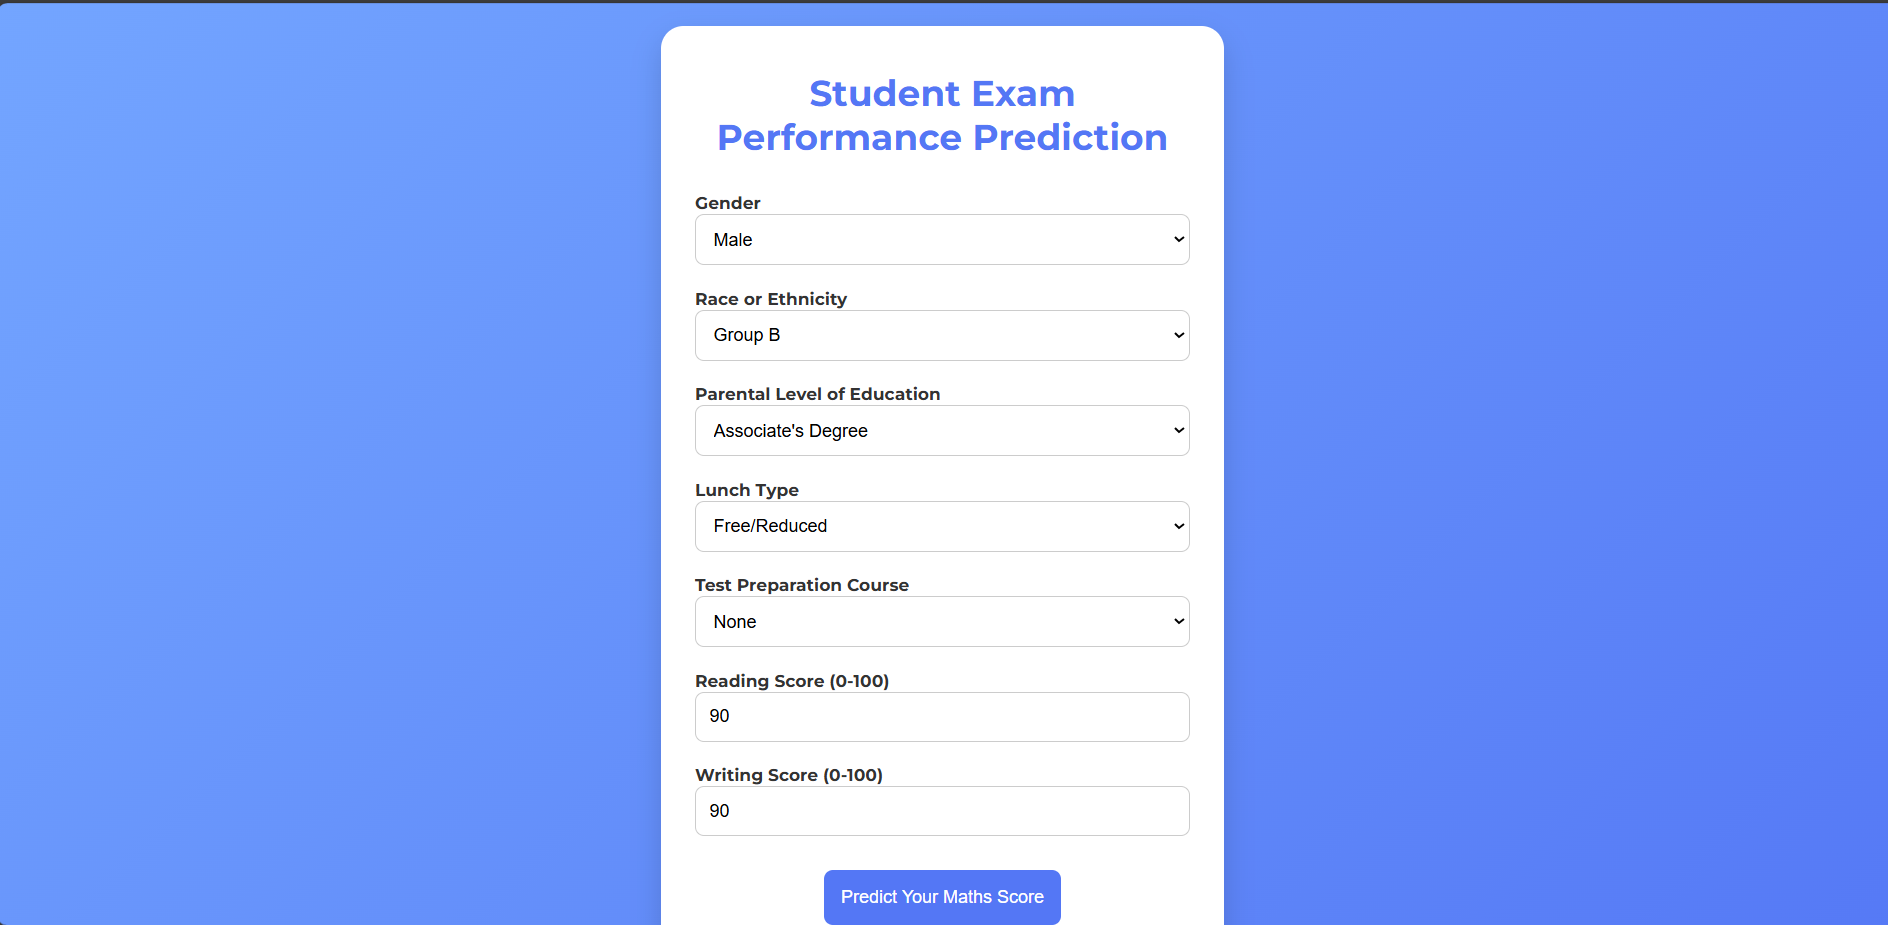 Student Exam
Performance Prediction
Gender
Male
Race or Ethnicity
Group B
Parental Level of Education
Associate's Degree
Lunch Type
Free/Reduced
Test Preparation Course
None
Reading Score (0-100)
90
Writing Score (0-100)
90
Predict Your Maths Score